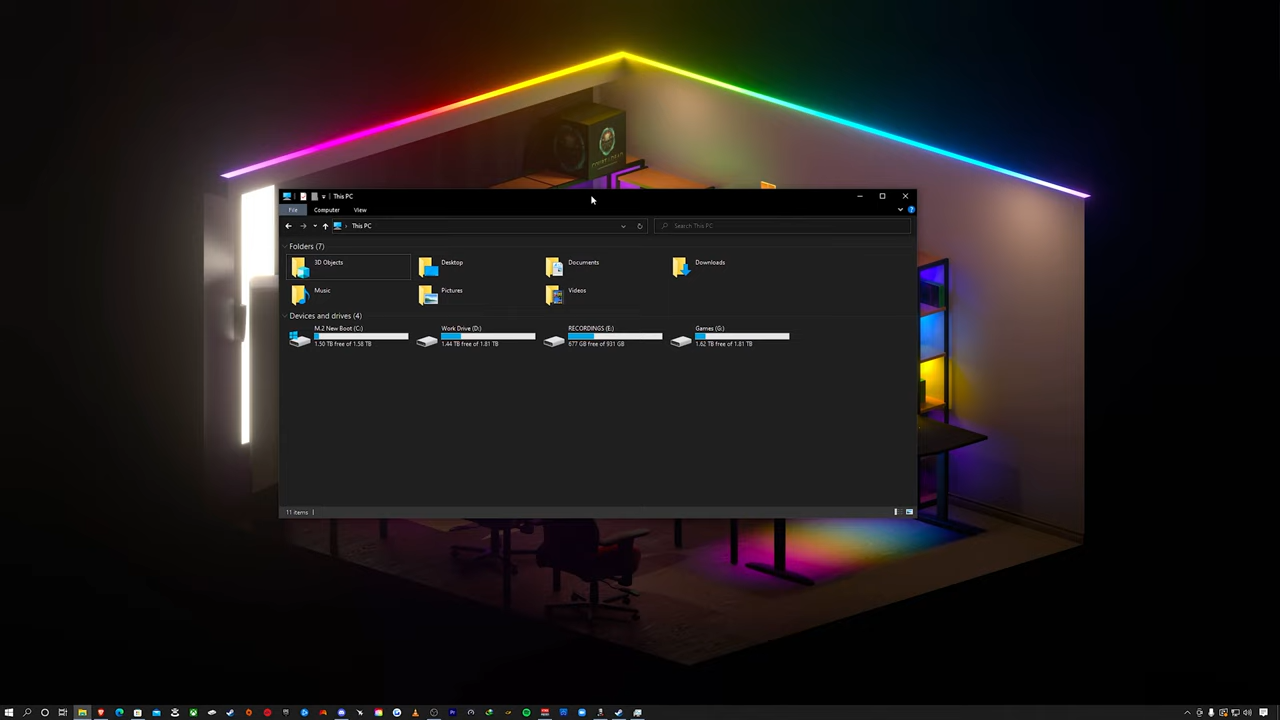 This PC
File Computer View
This PC Search This PC
Folders (7)
3D Objects Desktop Documents Downloads
Music Pictures Videos
Devices and drives (4)
M.2 New Boot (C:) Work Drive (D:) RECORDINGS (E:) Games (G:)
1.50 TB free of 1.58 TB 1.44 TB free of 1.81 TB 677 GB free of 931 GB 1.62 TB free of 1.81 TB
11 items